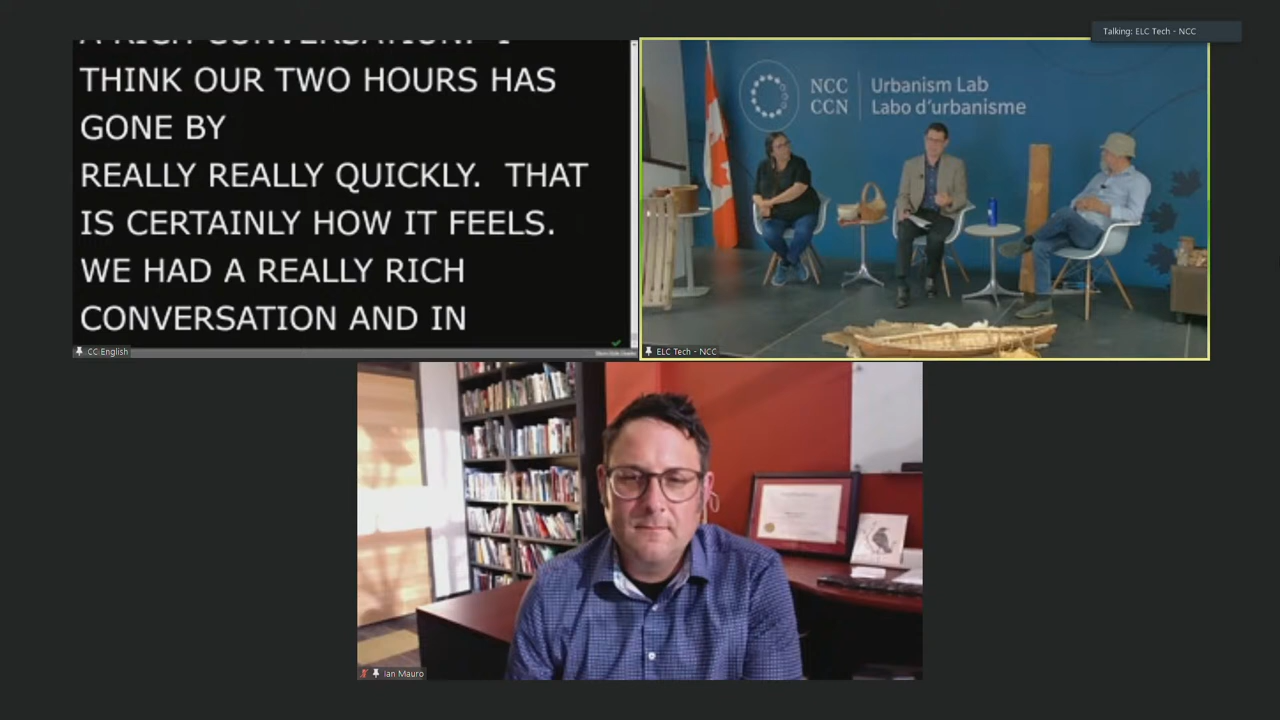 Talking: ELC Tech - NCC
THINK OUR TWO HOURS HAS
GONE BY
REALLY REALLY QUICKLY.  THAT
IS CERTAINLY HOW IT FEELS.
WE HAD A REALLY RICH
CONVERSATION AND IN
CC English
NCC
CCN
Urbanism Lab
Labo d'urbanisme
ELC Tech - NCC
Ian Mauro